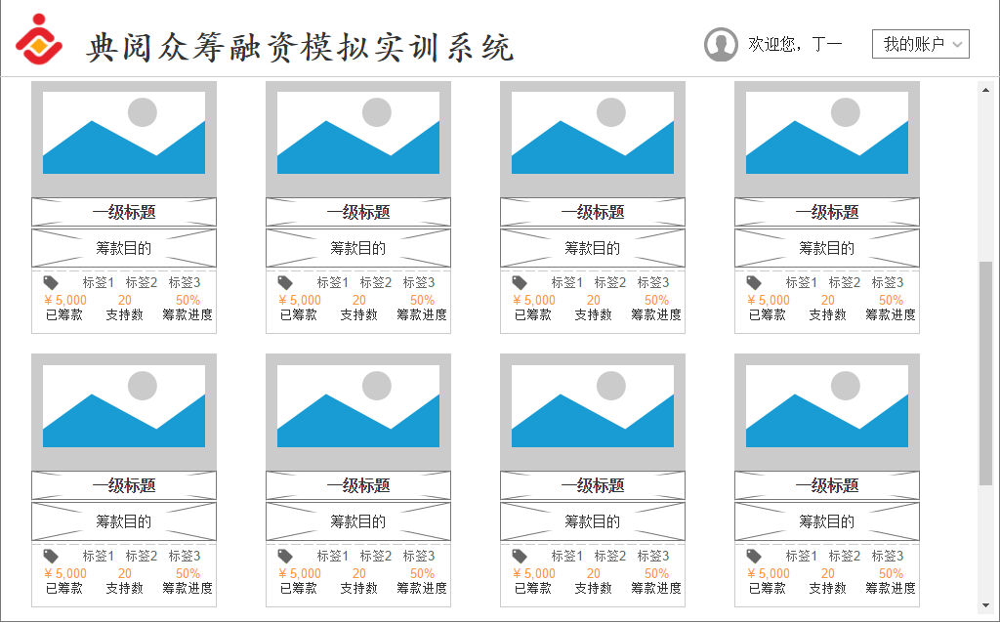 典阅众筹融资模拟实训系统
欢迎您，丁一
我的账户
一级标题 一级标题 一级标题 一级标题
筹款目的 筹款目的 筹款目的 筹款目的
标签1 标签2 标签3 标签1 标签2 标签3 标签1 标签2 标签3 标签1 标签2 标签3
￥5,000 20 50% ￥5,000 20 50% ￥5,000 20 50% ￥5,000 20 50%
已筹款 支持数 筹款进度 已筹款 支持数 筹款进度 已筹款 支持数 筹款进度 已筹款 支持数 筹款进度
一级标题 一级标题 一级标题 一级标题
筹款目的 筹款目的 筹款目的 筹款目的
标签1 标签2 标签3 标签1 标签2 标签3 标签1 标签2 标签3 标签1 标签2 标签3
￥5,000 20 50% ￥5,000 20 50% ￥5,000 20 50% ￥5,000 20 50%
已筹款 支持数 筹款进度 已筹款 支持数 筹款进度 已筹款 支持数 筹款进度 已筹款 支持数 筹款进度